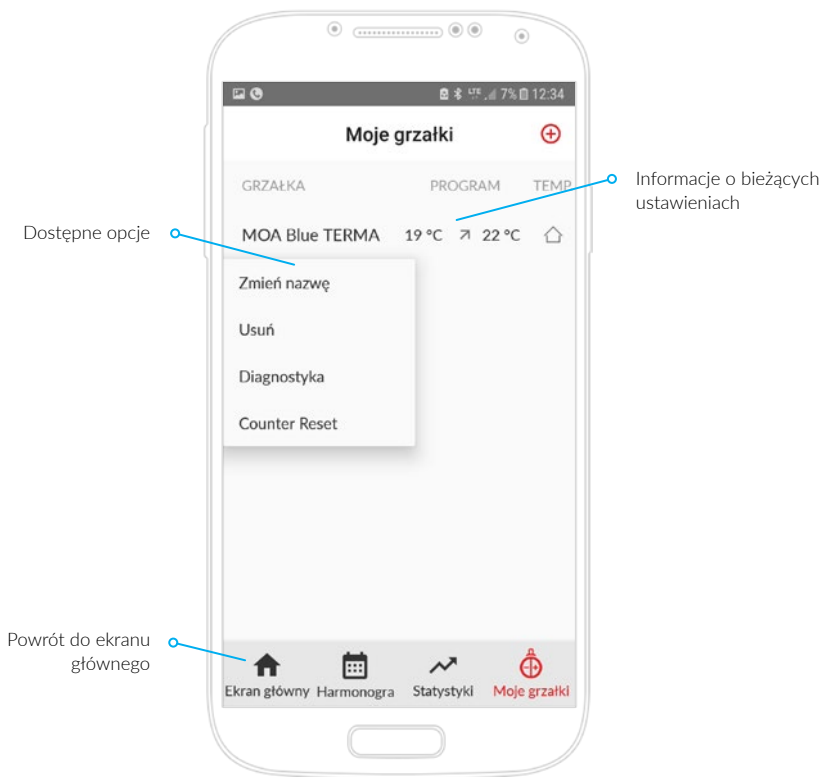 LTE 7% 12:34
Moje grzałki
GRZAŁKA PROGRAM TEMP
Informacje o bieżących
ustawieniach
Dostępne opcje
MOA Blue TERMA 19 °C 22 °C
Zmień nazwę
Usuń
Diagnostyka
Counter Reset
Powrót do ekranu
głównego
Ekran główny Harmonogra Statystyki Moje grzałki